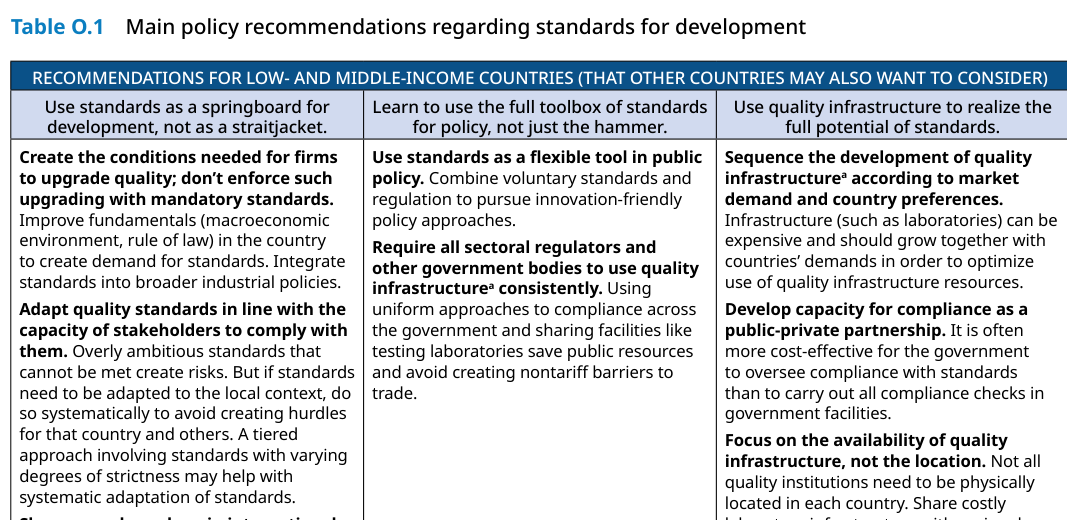 Table O.1 Main policy recommendations regarding standards for development
RECOMMENDATIONS FOR LOW- AND MIDDLE-INCOME COUNTRIES (THAT OTHER COUNTRIES MAY ALSO WANT TO CONSIDER)
Use standards as a springboard for
development, not as a straitjacket.
Create the conditions needed for firms
to upgrade quality; don’t enforce such
upgrading with mandatory standards.
Improve fundamentals (macroeconomic
environment, rule of law) in the country
to create demand for standards. Integrate
standards into broader industrial policies.
Adapt quality standards in line with the
capacity of stakeholders to comply with
them. Overly ambitious standards that
cannot be met create risks. But if standards
need to be adapted to the local context, do
so systematically to avoid creating hurdles
for that country and others. A tiered
approach involving standards with varying
degrees of strictness may help with
systematic adaptation of standards.
Learn to use the full toolbox of standards
for policy, not just the hammer.
Use standards as a flexible tool in public
policy. Combine voluntary standards and
regulation to pursue innovation-friendly
policy approaches.
Require all sectoral regulators and
other government bodies to use quality
infrastructureᵃ consistently. Using
uniform approaches to compliance across
the government and sharing facilities like
testing laboratories save public resources
and avoid creating nontariff barriers to
trade.
Use quality infrastructure to realize the
full potential of standards.
Sequence the development of quality
infrastructureᵃ according to market
demand and country preferences.
Infrastructure (such as laboratories) can be
expensive and should grow together with
countries’ demands in order to optimize
use of quality infrastructure resources.
Develop capacity for compliance as a
public-private partnership. It is often
more cost-effective for the government
to oversee compliance with standards
than to carry out all compliance checks in
government facilities.
Focus on the availability of quality
infrastructure, not the location. Not all
quality institutions need to be physically
located in each country. Share costly